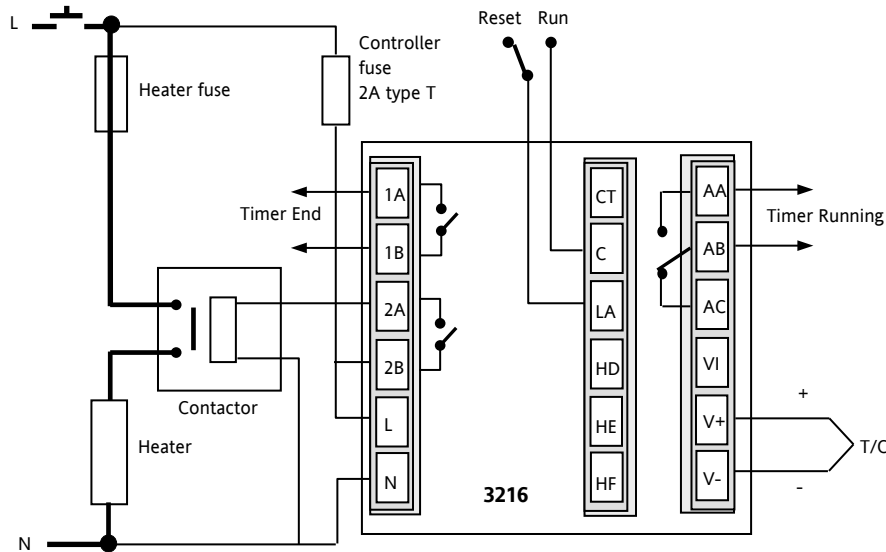 L
Reset Run
Controller
fuse
2A type T
Heater fuse
1A
1B
2A
2B
L
N
Timer End
CT
C
LA
HD
HE
HF
AA
AB
AC
VI
V+
V-
Timer Running
Contactor
Heater
3216
+
-
T/C
N